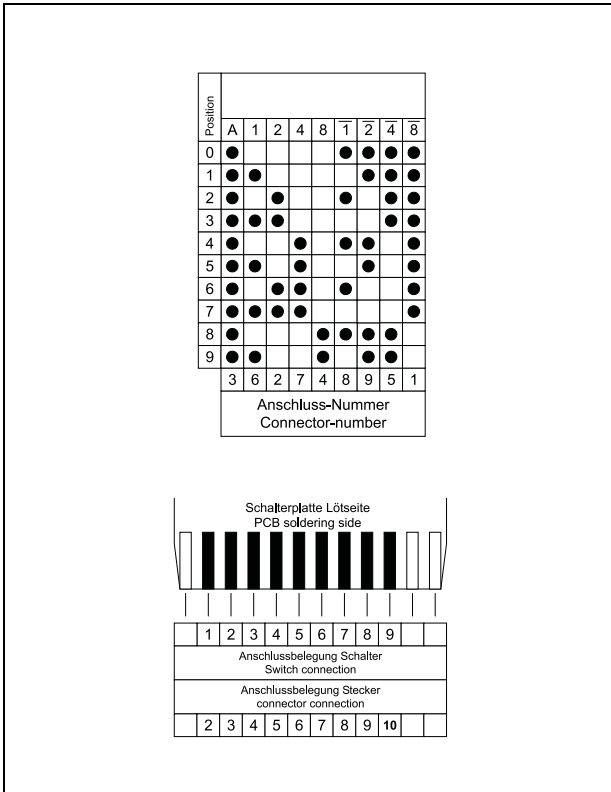 Position A 1 2 4 8 1̅ 2̅ 4̅ 8̅
0 ● ● ● ● ●
1 ● ● ● ● ●
2 ● ● ● ● ●
3 ● ● ● ● ●
4 ● ● ● ● ●
5 ● ● ● ● ●
6 ● ● ● ● ●
7 ● ● ● ● ●
8 ● ● ● ● ●
9 ● ● ● ● ●
3 6 2 7 4 8 9 5 1
Anschluss-Nummer
Connector-number
Schalterplatte Lötseite
PCB soldering side
1 2 3 4 5 6 7 8 9
Anschlussbelegung Schalter
Switch connection
Anschlussbelegung Stecker
connector connection
2 3 4 5 6 7 8 9 10